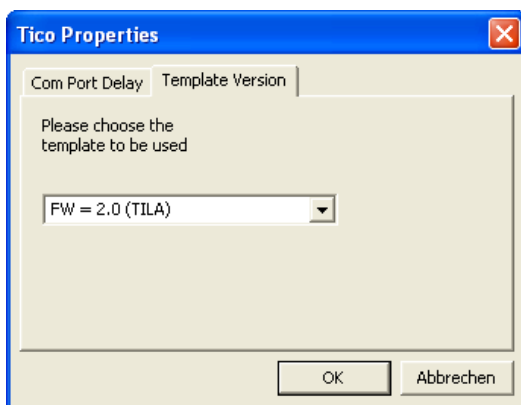 Tico Properties
Com Port Delay Template Version
Please choose the
template to be used
FW = 2.0 (TILA)
OK Abbrechen